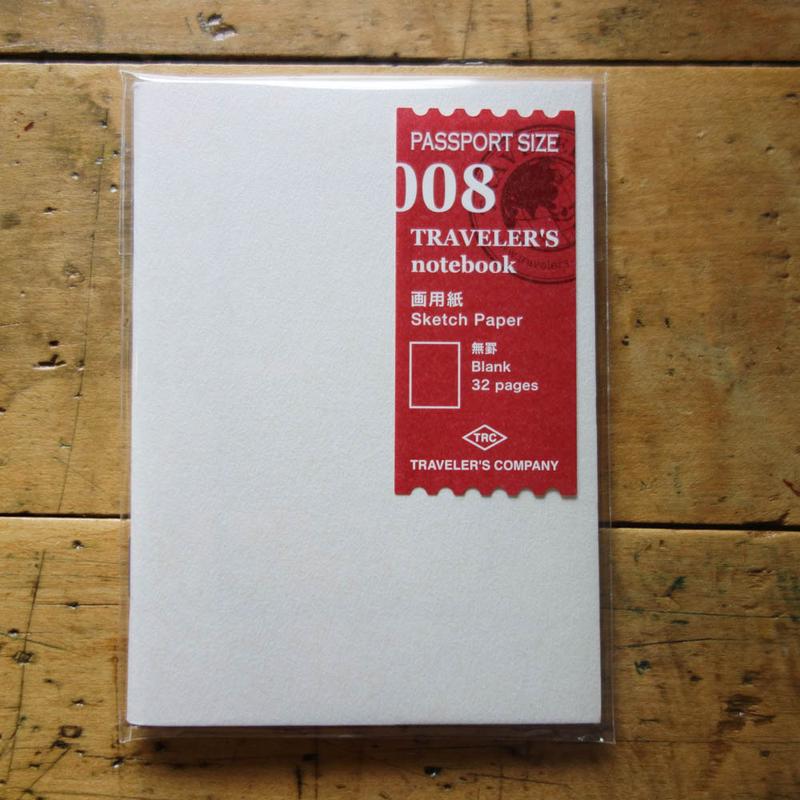 PASSPORT SIZE
008
TRAVELER'S
notebook
画用紙
Sketch Paper
無罫
Blank
32 pages
TRC
TRAVELER'S COMPANY